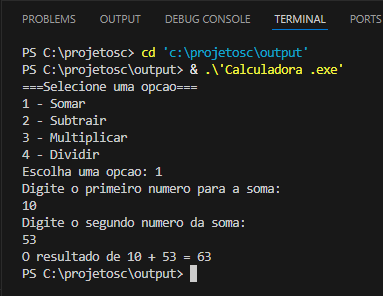 PROBLEMS OUTPUT DEBUG CONSOLE TERMINAL PORTS
PS C:\projetosc> cd 'c:\projetosc\output'
PS C:\projetosc\output> & .\'Calculadora .exe'
===Selecione uma opcao===
1 - Somar
2 - Subtrair
3 - Multiplicar
4 - Dividir
Escolha uma opcao: 1
Digite o primeiro numero para a soma:
10
Digite o segundo numero da soma:
53
O resultado de 10 + 53 = 63
PS C:\projetosc\output>